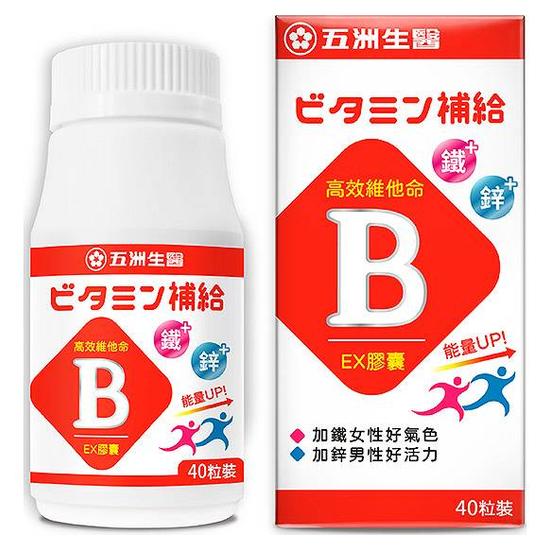 五洲生醫
ビタミン補給
鐵+
鋅+
高效維他命
B
EX膠囊
能量UP!
40粒裝
五洲生醫
ビタミン補給
鐵+
鋅+
高效維他命
B
EX膠囊
能量UP!
加鐵女性好氣色
加鋅男性好活力
40粒裝